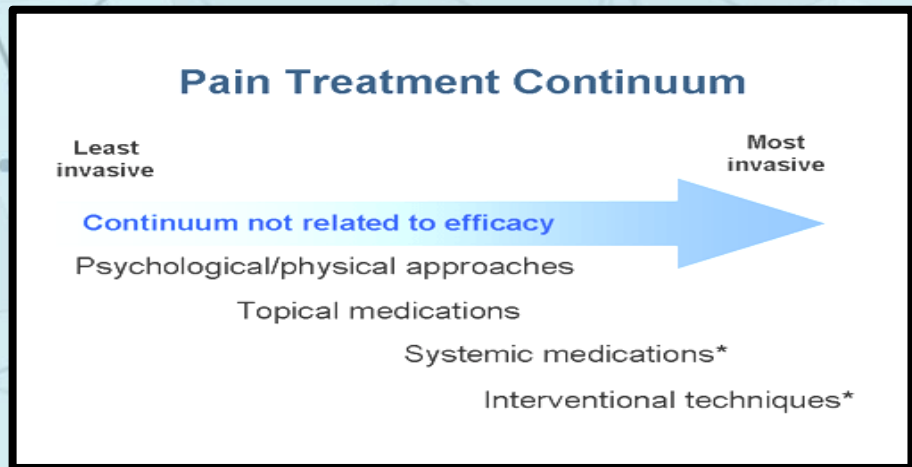 Pain Treatment Continuum
Least
invasive
Most
invasive
Continuum not related to efficacy
Psychological/physical approaches
Topical medications
Systemic medications*
Interventional techniques*